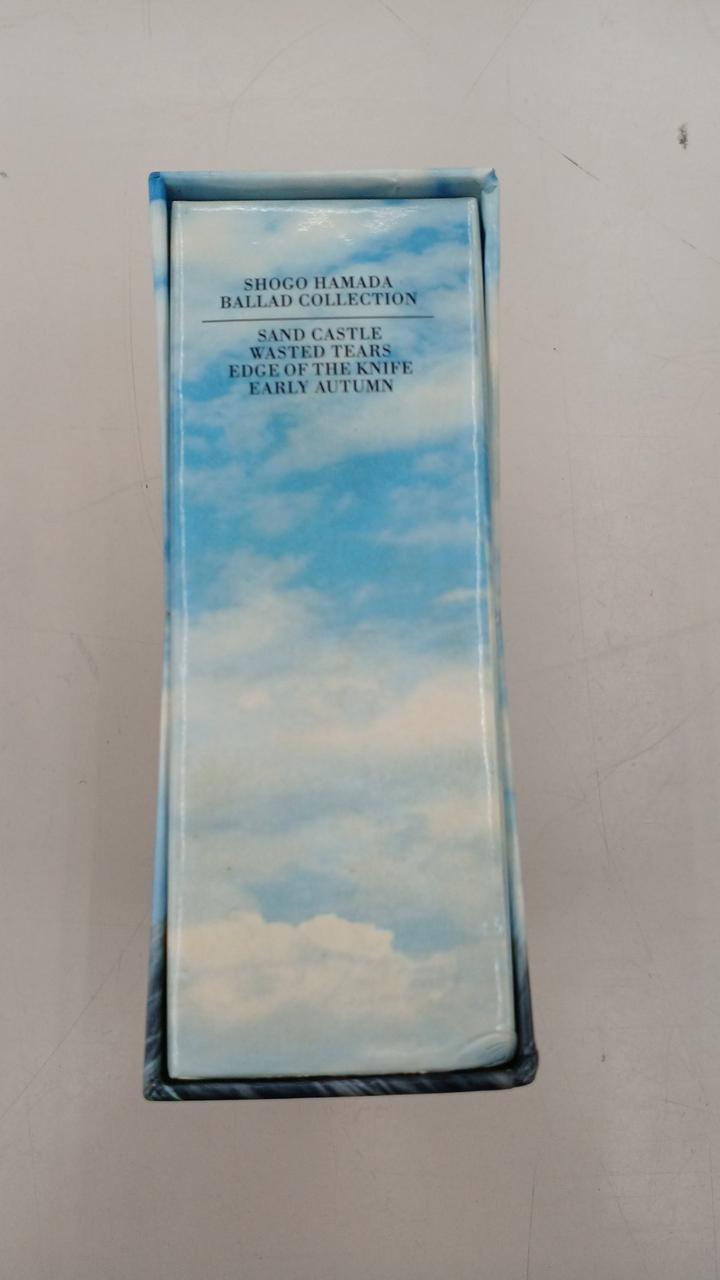 SHOGO HAMADA
BALLAD COLLECTION
SAND CASTLE
WASTED TEARS
EDGE OF THE KNIFE
EARLY AUTUMN